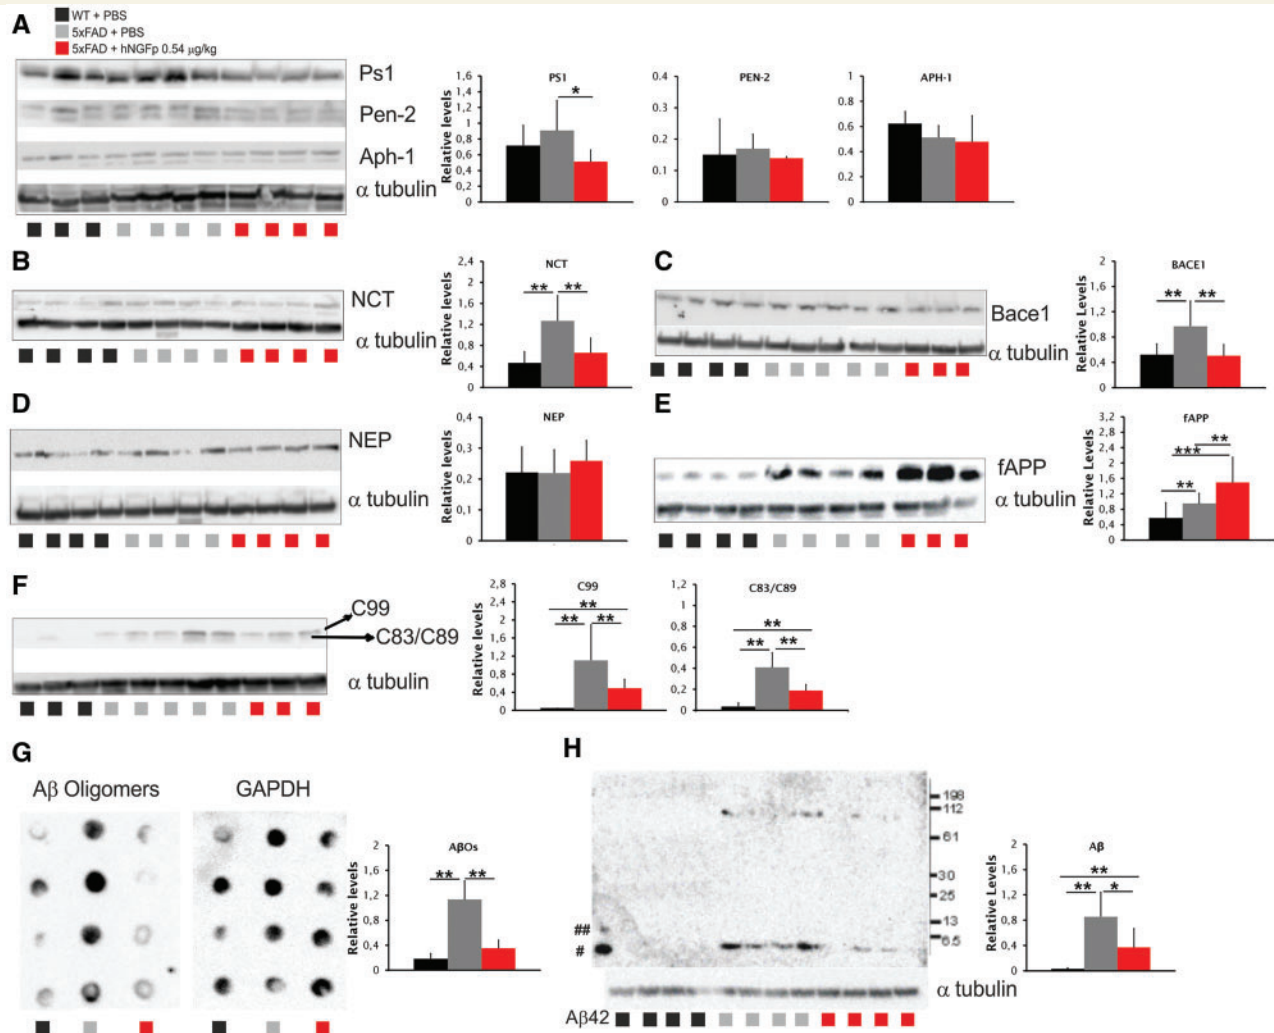 A
WT + PBS
5xFAD + PBS
5xFAD + hNGFp 0.54 µg/kg
Ps1
Pen-2
Aph-1
α tubulin
PS1
Relative levels
1,6
1,4
1,2
1
0,8
0,6
0,4
0,2
0
*
PEN-2
0.4
0.3
0.2
0.1
0
APH-1
1
0.8
0.6
0.4
0.2
0
B
NCT
α tubulin
NCT
Relative levels
2,4
2
1,6
1,2
0,8
0,4
0
** **
C
Bace1
α tubulin
BACE1
Relative Levels
2
1,6
1,2
0,8
0,4
0
** **
D
NEP
α tubulin
NEP
Relative levels
0,4
0,3
0,2
0,1
0
E
fAPP
α tubulin
fAPP
Relative levels
3,2
2,8
2,4
2
1,6
1,2
0,8
0,4
0
**
***
**
F
C99
C83/C89
α tubulin
C99
Relative levels
2,8
2,4
2
1,6
1,2
0,8
0,4
0
**
** **
C83/C89
1,2
1
0,8
0,6
0,4
0,2
0
**
** **
G
Aβ Oligomers
GAPDH
AβOs
Relative levels
2
1,6
1,2
0,8
0,4
0
** **
H
198
112
61
30
25
13
6.5
##
#
α tubulin
Aβ42
Aβ
Relative Levels
2
1,6
1,2
0,8
0,4
0
**
** *